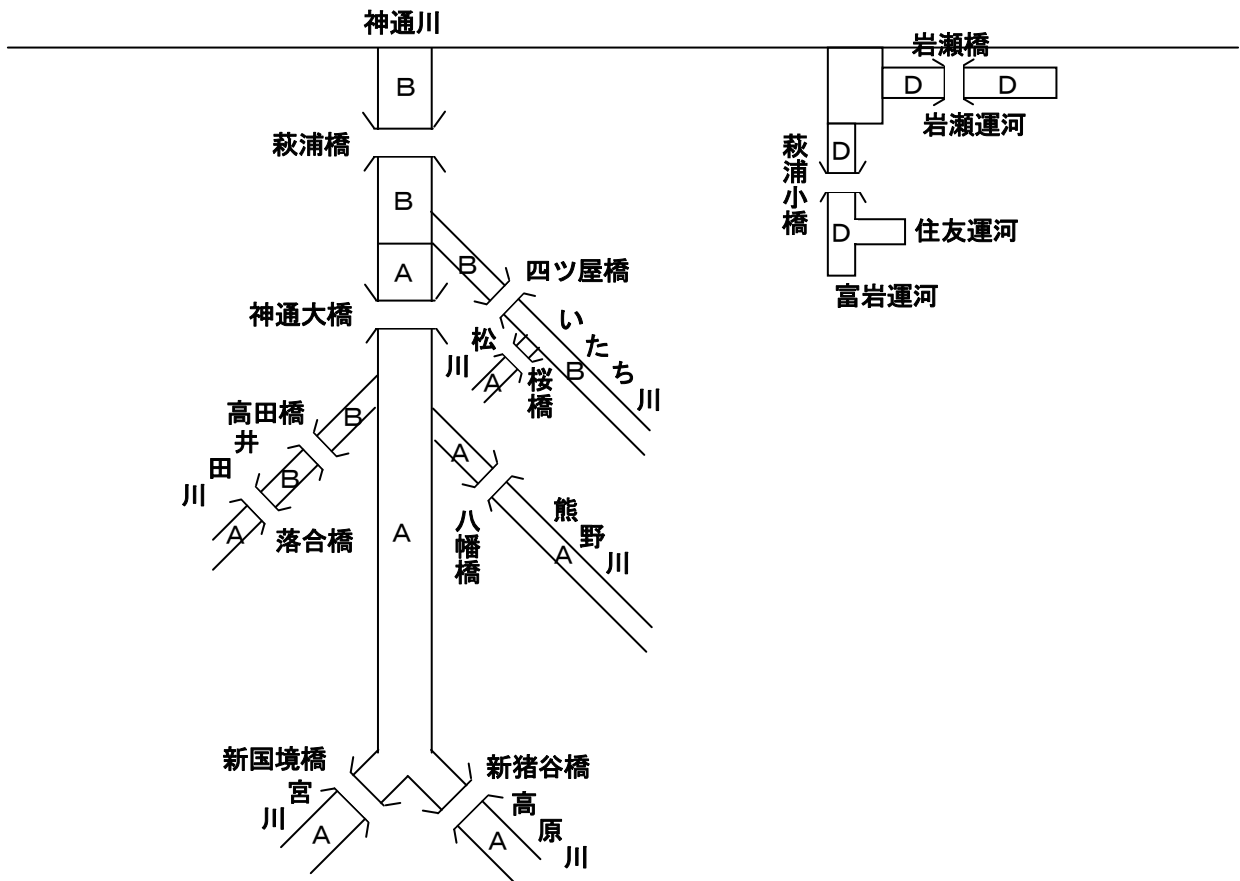 神通川
岩瀬橋
B
D
D
岩瀬運河
萩浦橋
萩浦小橋
D
B
D
住友運河
富岩運河
B
四ツ屋橋
A
神通大橋
いたち川
B
松川
桜橋
A
高田橋
B
井田川
B
A
落合橋
A
八幡橋
熊野川
A
A
新国境橋
新猪谷橋
宮川
A
高原川
A